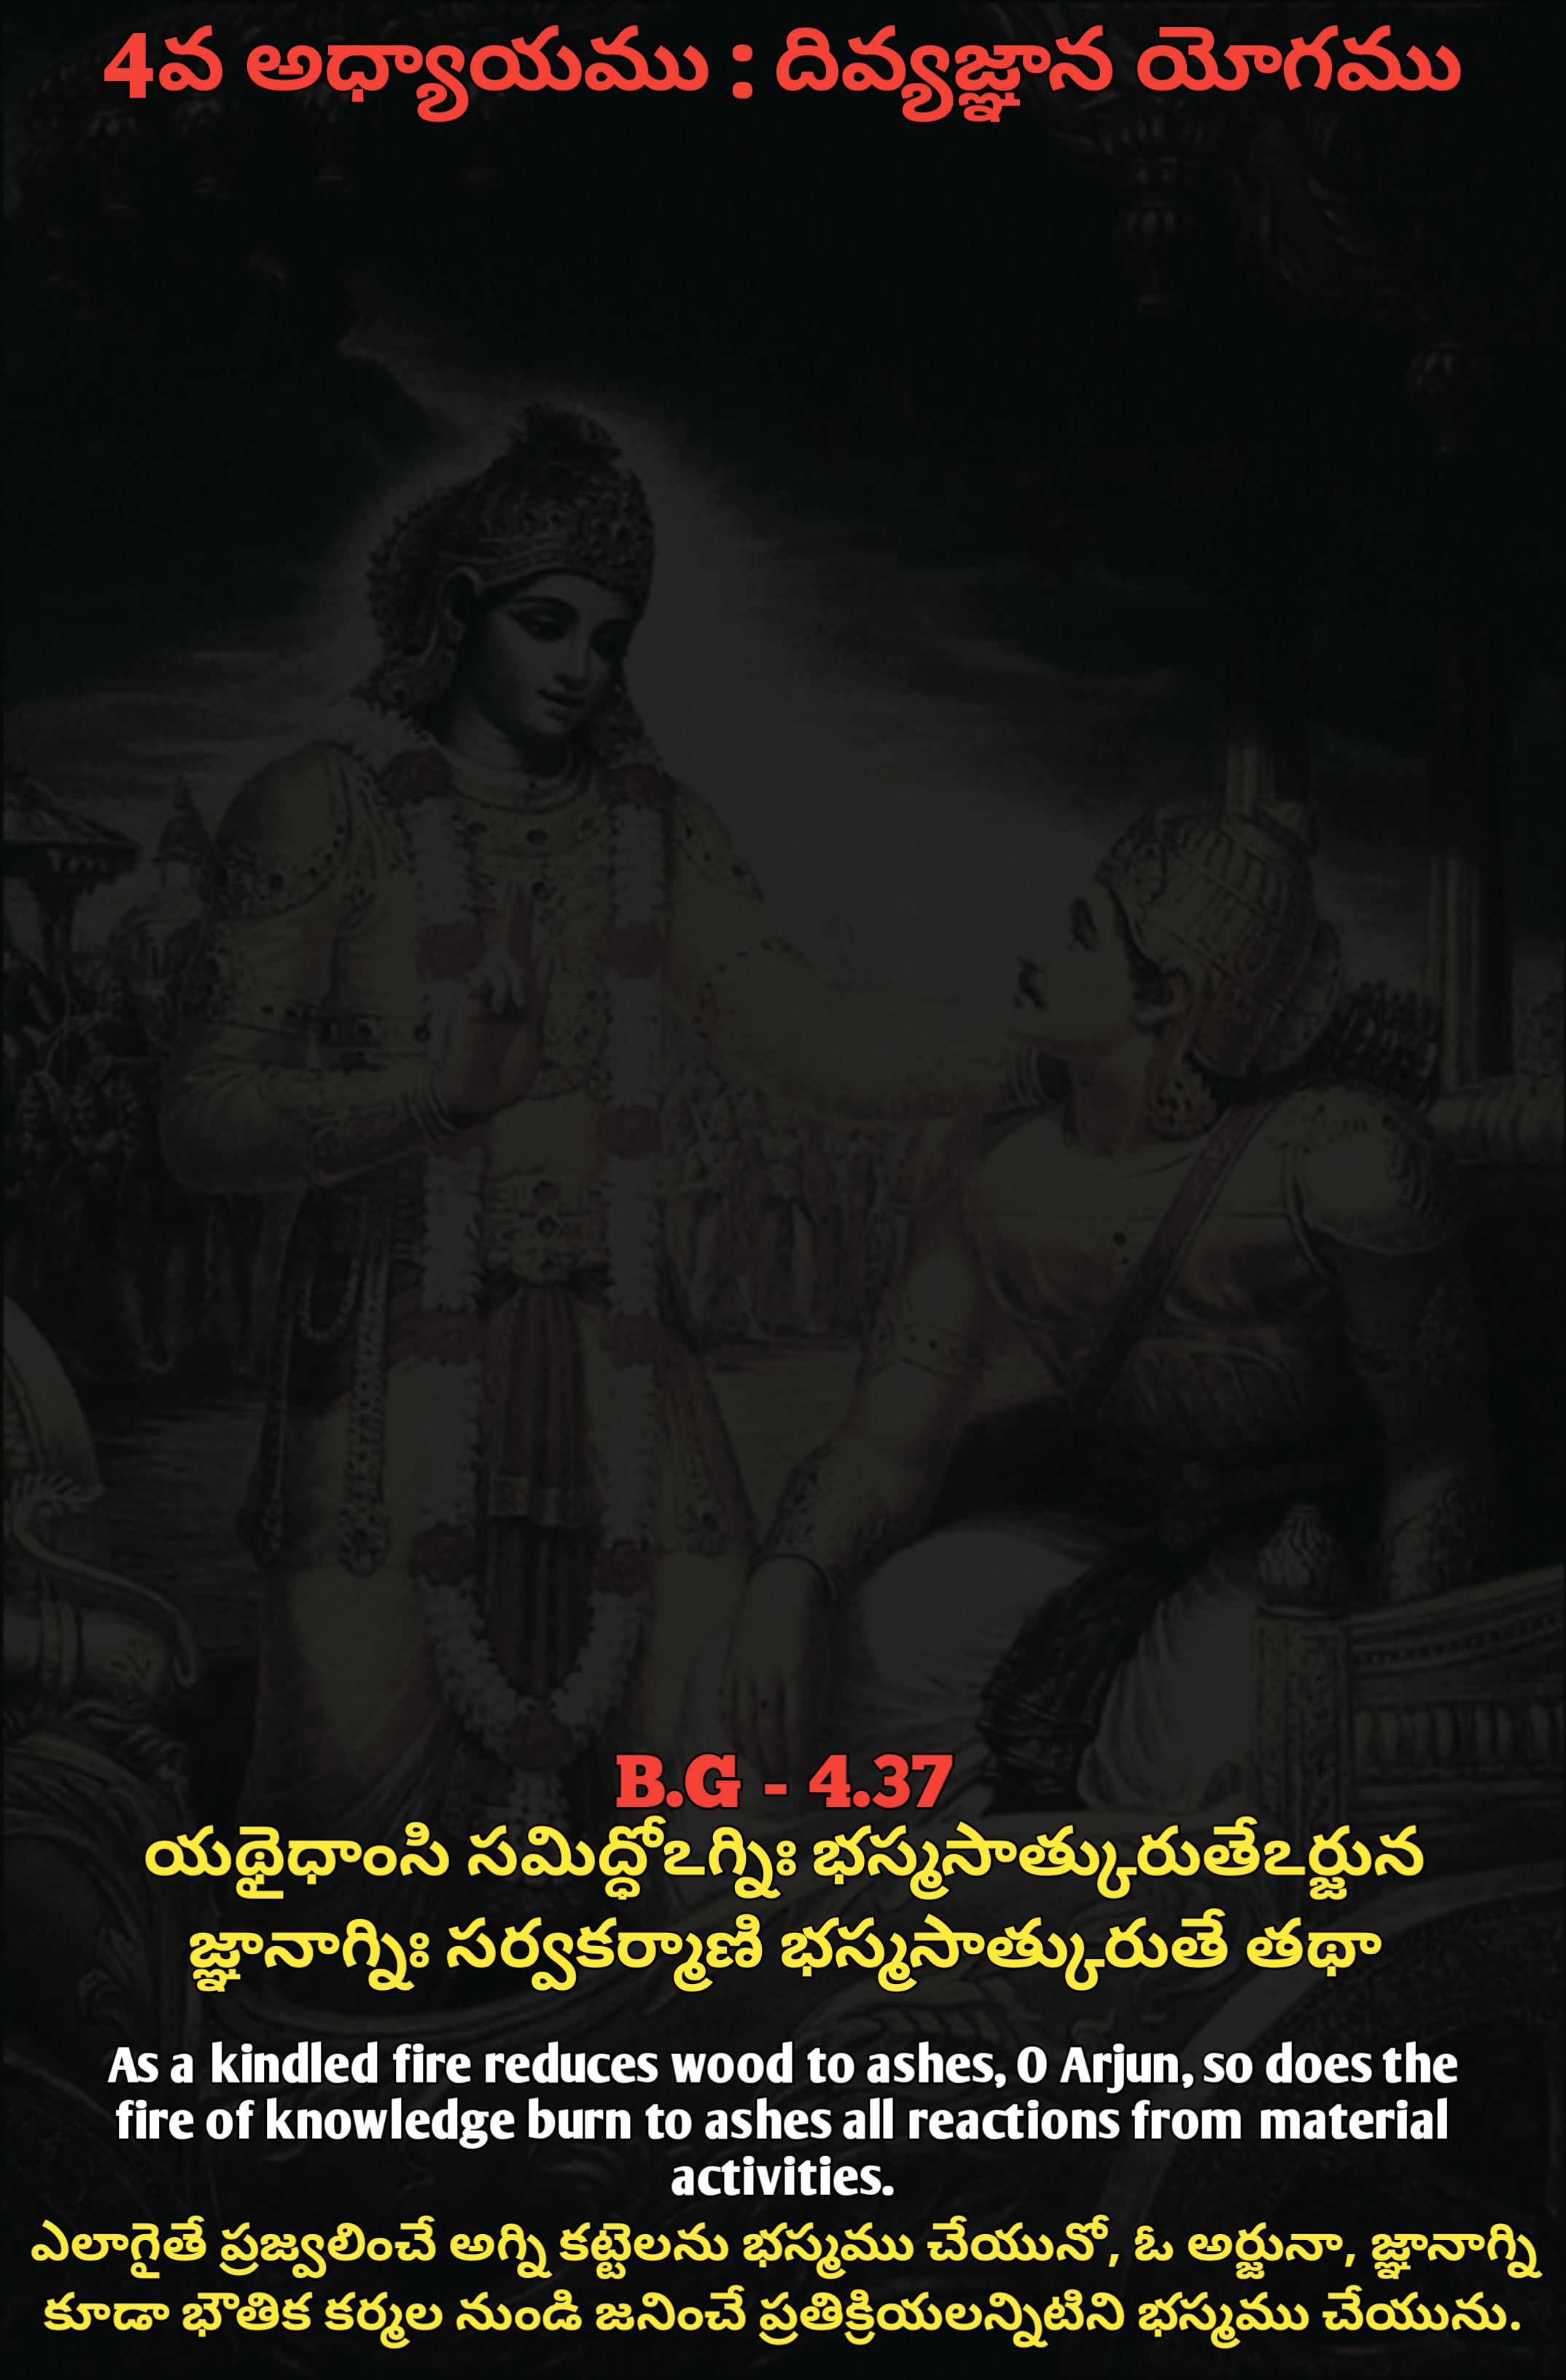 4వ అధ్యాయము : దివ్యజ్ఞాన యోగము
B.G - 4.37
యథైధాంసి సమిద్ధోఽగ్నిః భస్మసాత్కురుతేఽర్జున
జ్ఞానాగ్నిః సర్వకర్మాణి భస్మసాత్కురుతే తథా
As a kindled fire reduces wood to ashes, O Arjun, so does the
fire of knowledge burn to ashes all reactions from material
activities.
ఎలాగైతే ప్రజ్వలించే అగ్ని కట్టెలను భస్మము చేయునో, ఓ అర్జునా, జ్ఞానాగ్ని
కూడా భౌతిక కర్మల నుండి జనించే ప్రతిక్రియలన్నిటిని భస్మము చేయును.